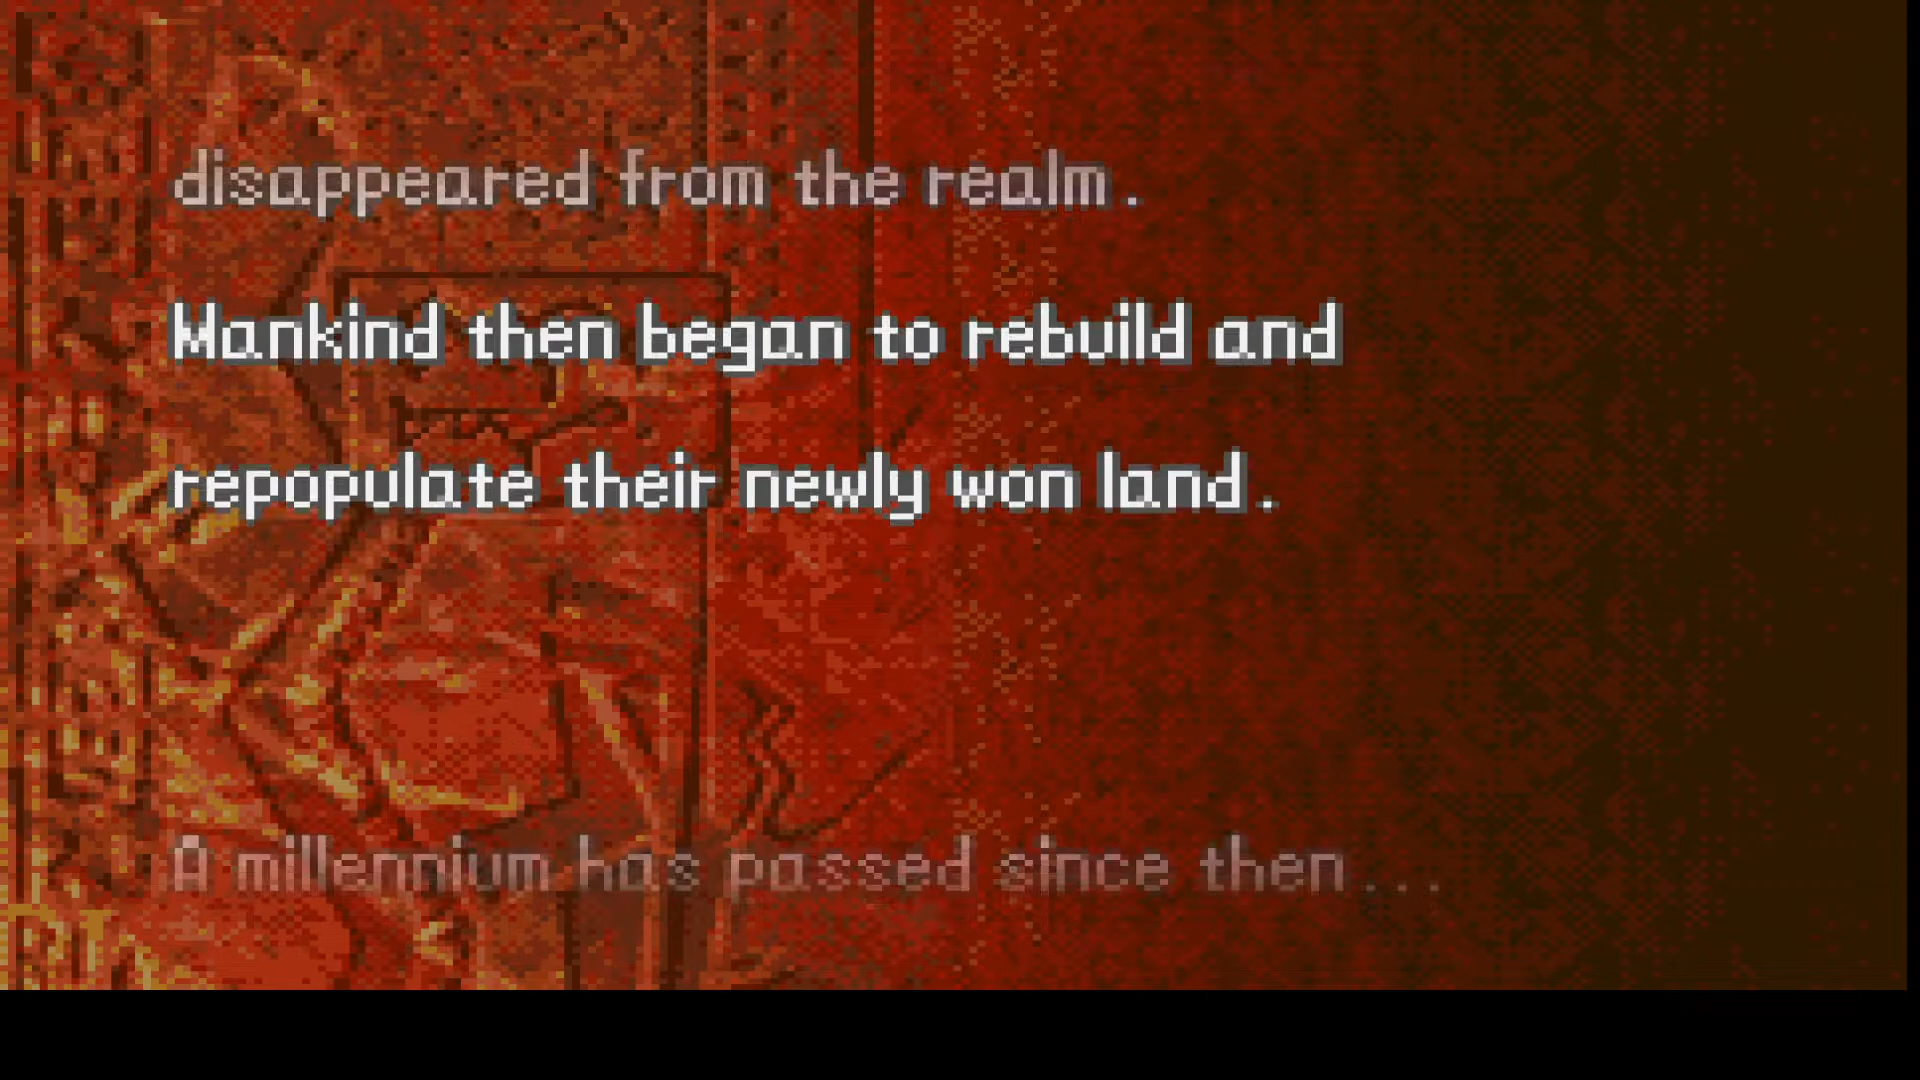 disappeared from the realm.
Mankind then began to rebuild and
repopulate their newly won land.
A millennium has passed since then...